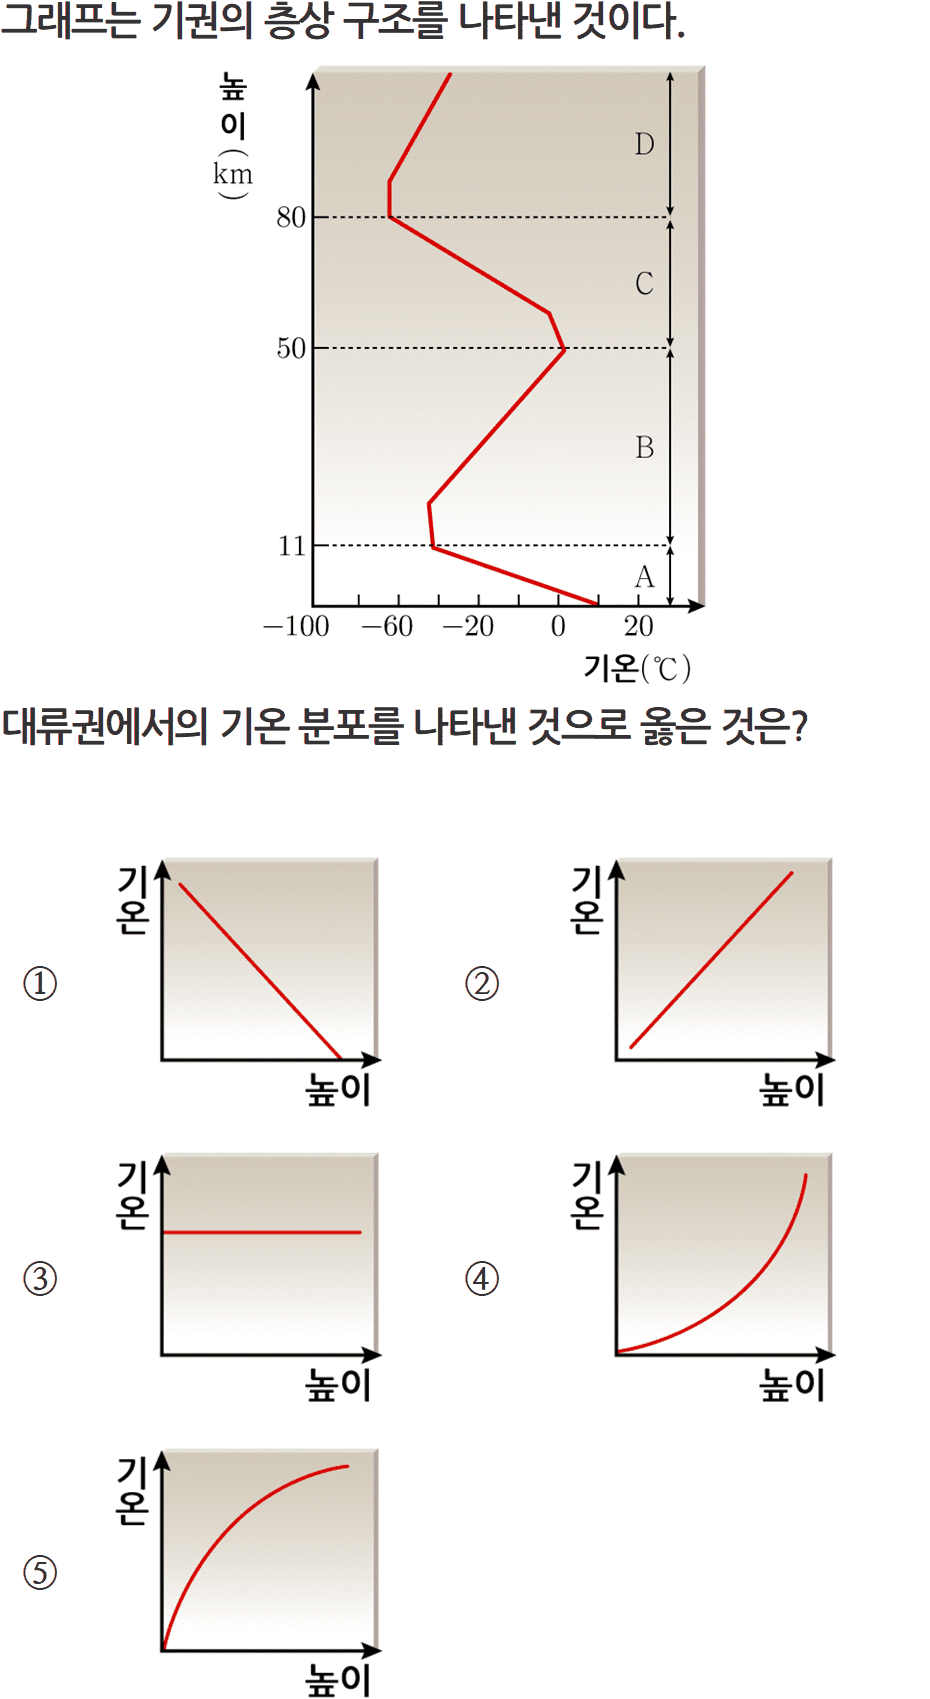 그래프는 기권의 층상 구조를 나타낸 것이다.
높이(km)
D
80
C
50
B
11
A
−100 −60 −20 0 20
기온(℃)
대류권에서의 기온 분포를 나타낸 것으로 옳은 것은?
기온
①
높이
기온
②
높이
기온
③
높이
기온
④
높이
기온
⑤
높이